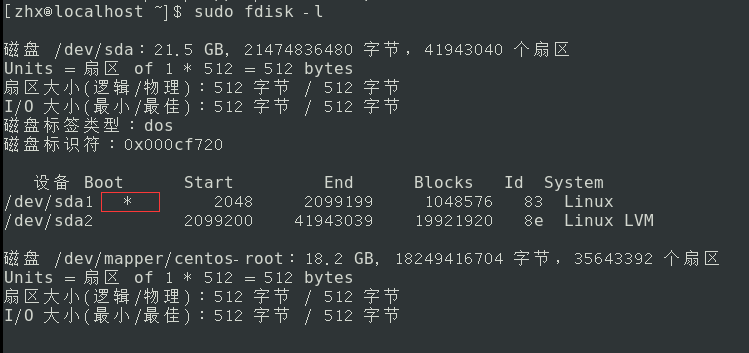 [zhx@localhost ~]$ sudo fdisk -l
磁盘 /dev/sda：21.5 GB, 21474836480 字节，41943040 个扇区
Units = 扇区 of 1 * 512 = 512 bytes
扇区大小(逻辑/物理)：512 字节 / 512 字节
I/O 大小(最小/最佳)：512 字节 / 512 字节
磁盘标签类型：dos
磁盘标识符：0x000cf720
设备 Boot Start End Blocks Id System
/dev/sda1 * 2048 2099199 1048576 83 Linux
/dev/sda2 2099200 41943039 19921920 8e Linux LVM
磁盘 /dev/mapper/centos-root：18.2 GB, 18249416704 字节，35643392 个扇区
Units = 扇区 of 1 * 512 = 512 bytes
扇区大小(逻辑/物理)：512 字节 / 512 字节
I/O 大小(最小/最佳)：512 字节 / 512 字节